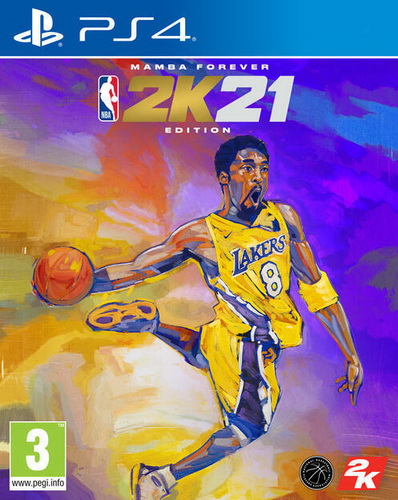 PS4
MAMBA FOREVER
NBA
2K21
EDITION
LAKERS
8
3
www.pegi.info
2K